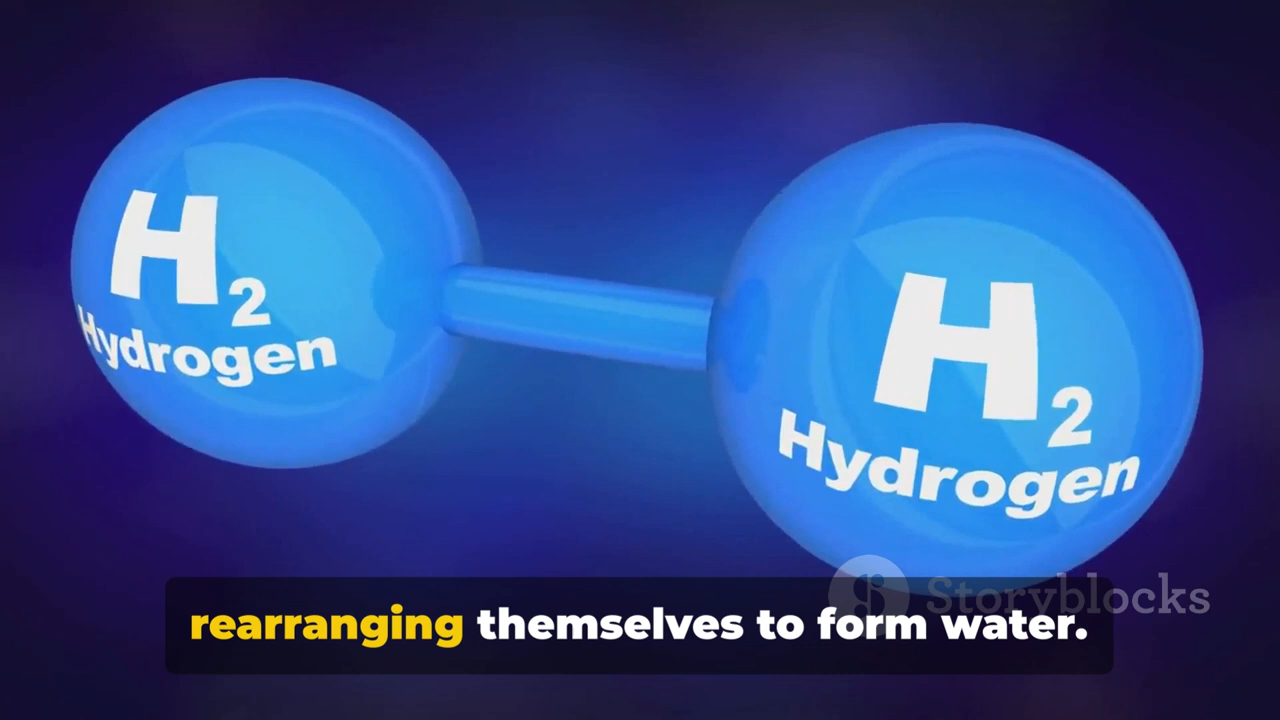 H2
Hydrogen
H2
Hydrogen
Storyblocks
rearranging themselves to form water.